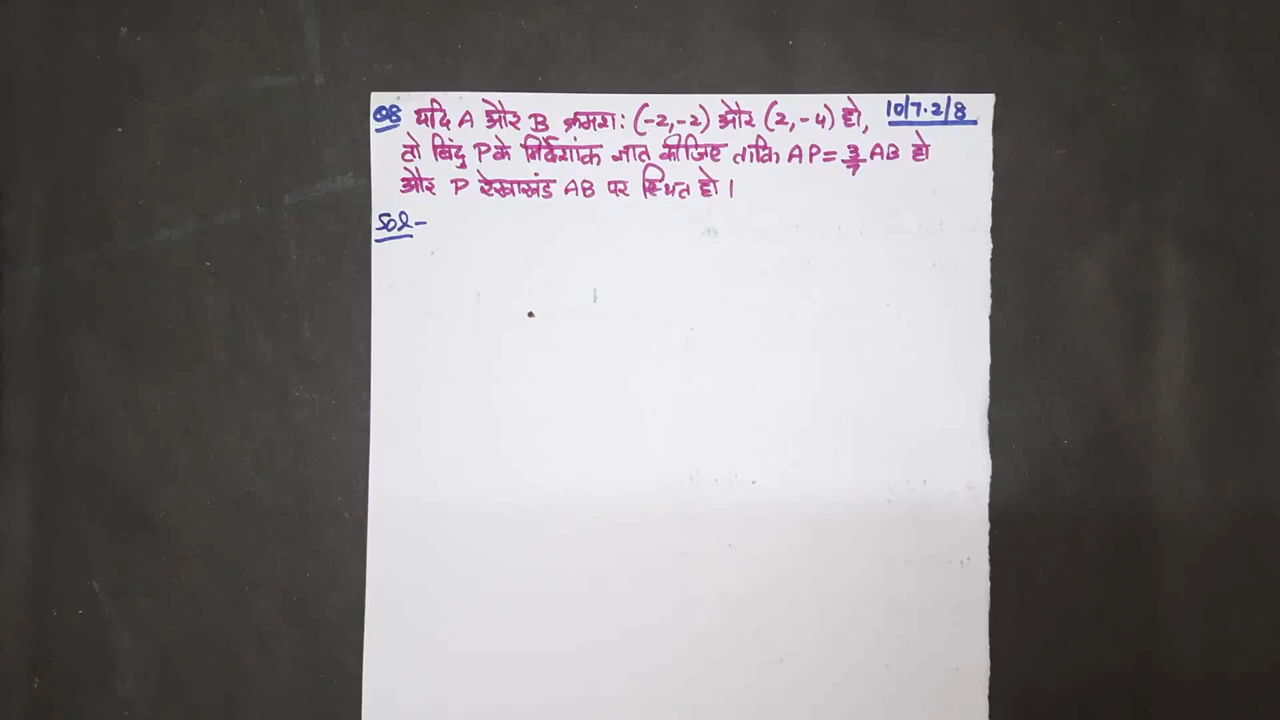 Q8 यदि A और B क्रमश: (-2,-2) और (2,-4) हो, 10/7.2/8
तो बिंदु P के निर्देशांक ज्ञात कीजिए ताकि AP = 3/7 AB हो
और P रेखाखंड AB पर स्थित हो।
Sol-